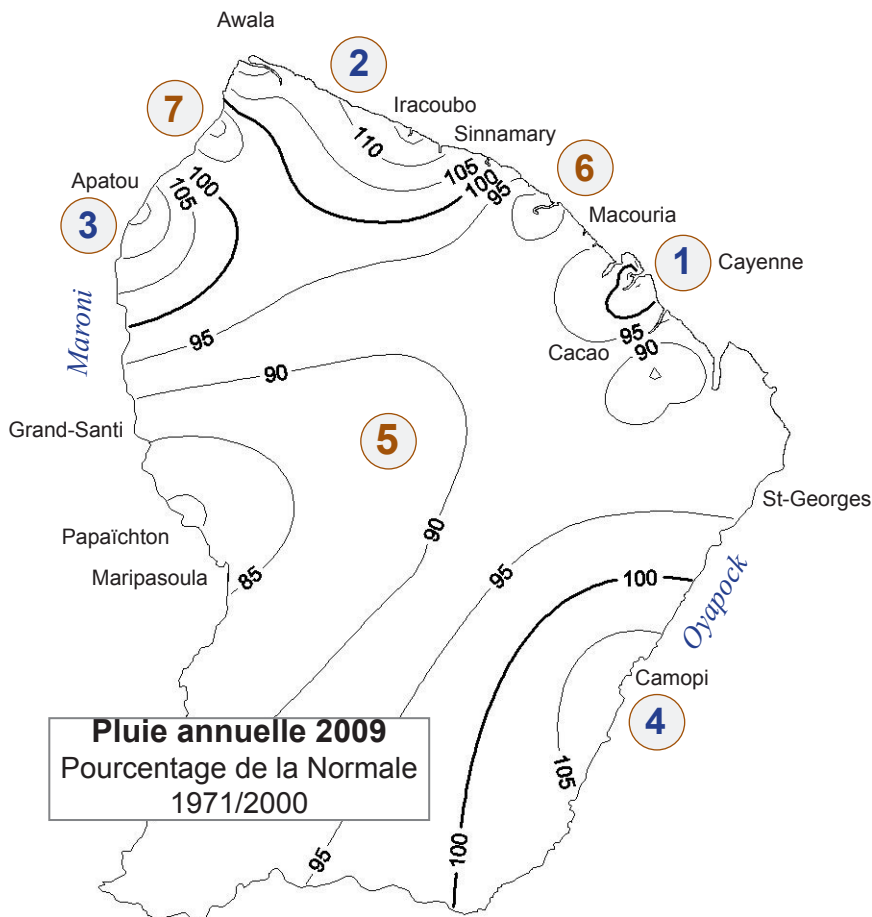 Awala
2
7
Iracoubo
110
Sinnamary
105
100
95
6
Apatou
100
105
3
Macouria
1
Cayenne
Maroni
95
95
90
Cacao
90
Grand-Santi
5
St-Georges
Papaïchton
90
Maripasoula
85
95
100
Oyapock
Camopi
4
Pluie annuelle 2009
Pourcentage de la Normale
1971/2000
105
95
100